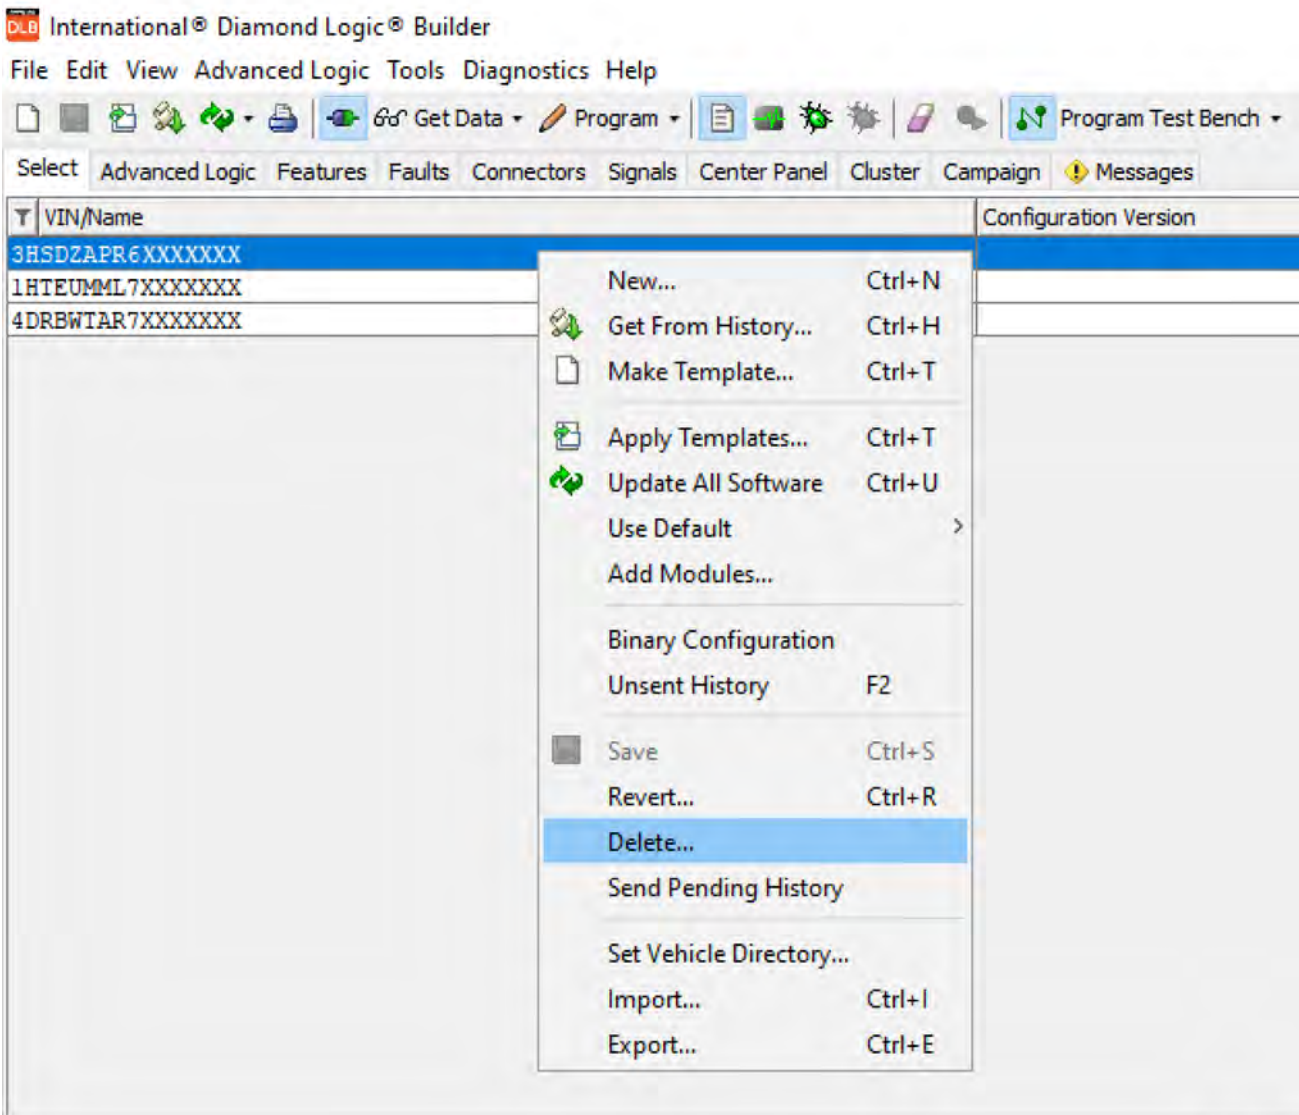 DLB International® Diamond Logic® Builder
File Edit View Advanced Logic Tools Diagnostics Help
Get Data Program Program Test Bench
Select Advanced Logic Features Faults Connectors Signals Center Panel Cluster Campaign Messages
VIN/Name Configuration Version
3HSDZAPR6XXXXXXX
1HTEUMML7XXXXXXX
4DRBWTAR7XXXXXXX
New... Ctrl+N
Get From History... Ctrl+H
Make Template... Ctrl+T
Apply Templates... Ctrl+T
Update All Software Ctrl+U
Use Default
Add Modules...
Binary Configuration
Unsent History F2
Save Ctrl+S
Revert... Ctrl+R
Delete...
Send Pending History
Set Vehicle Directory...
Import... Ctrl+I
Export... Ctrl+E